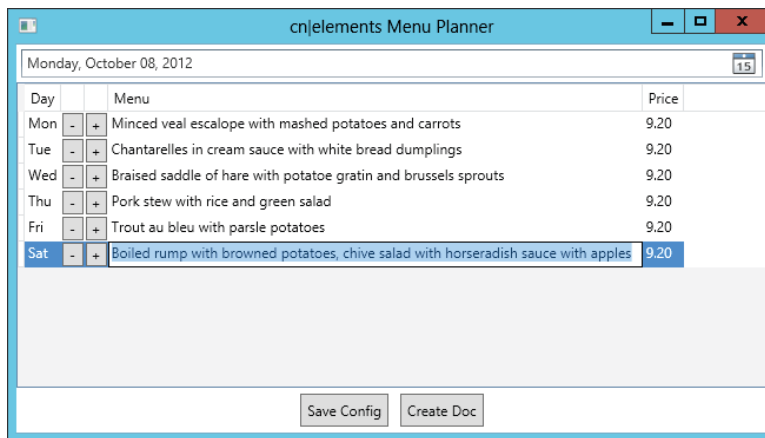 cn|elements Menu Planner
Monday, October 08, 2012
15
Day Menu Price
Mon - + Minced veal escalope with mashed potatoes and carrots 9.20
Tue - + Chantarelles in cream sauce with white bread dumplings 9.20
Wed - + Braised saddle of hare with potatoe gratin and brussels sprouts 9.20
Thu - + Pork stew with rice and green salad 9.20
Fri - + Trout au bleu with parsle potatoes 9.20
Sat - + Boiled rump with browned potatoes, chive salad with horseradish sauce with apples 9.20
Save Config Create Doc